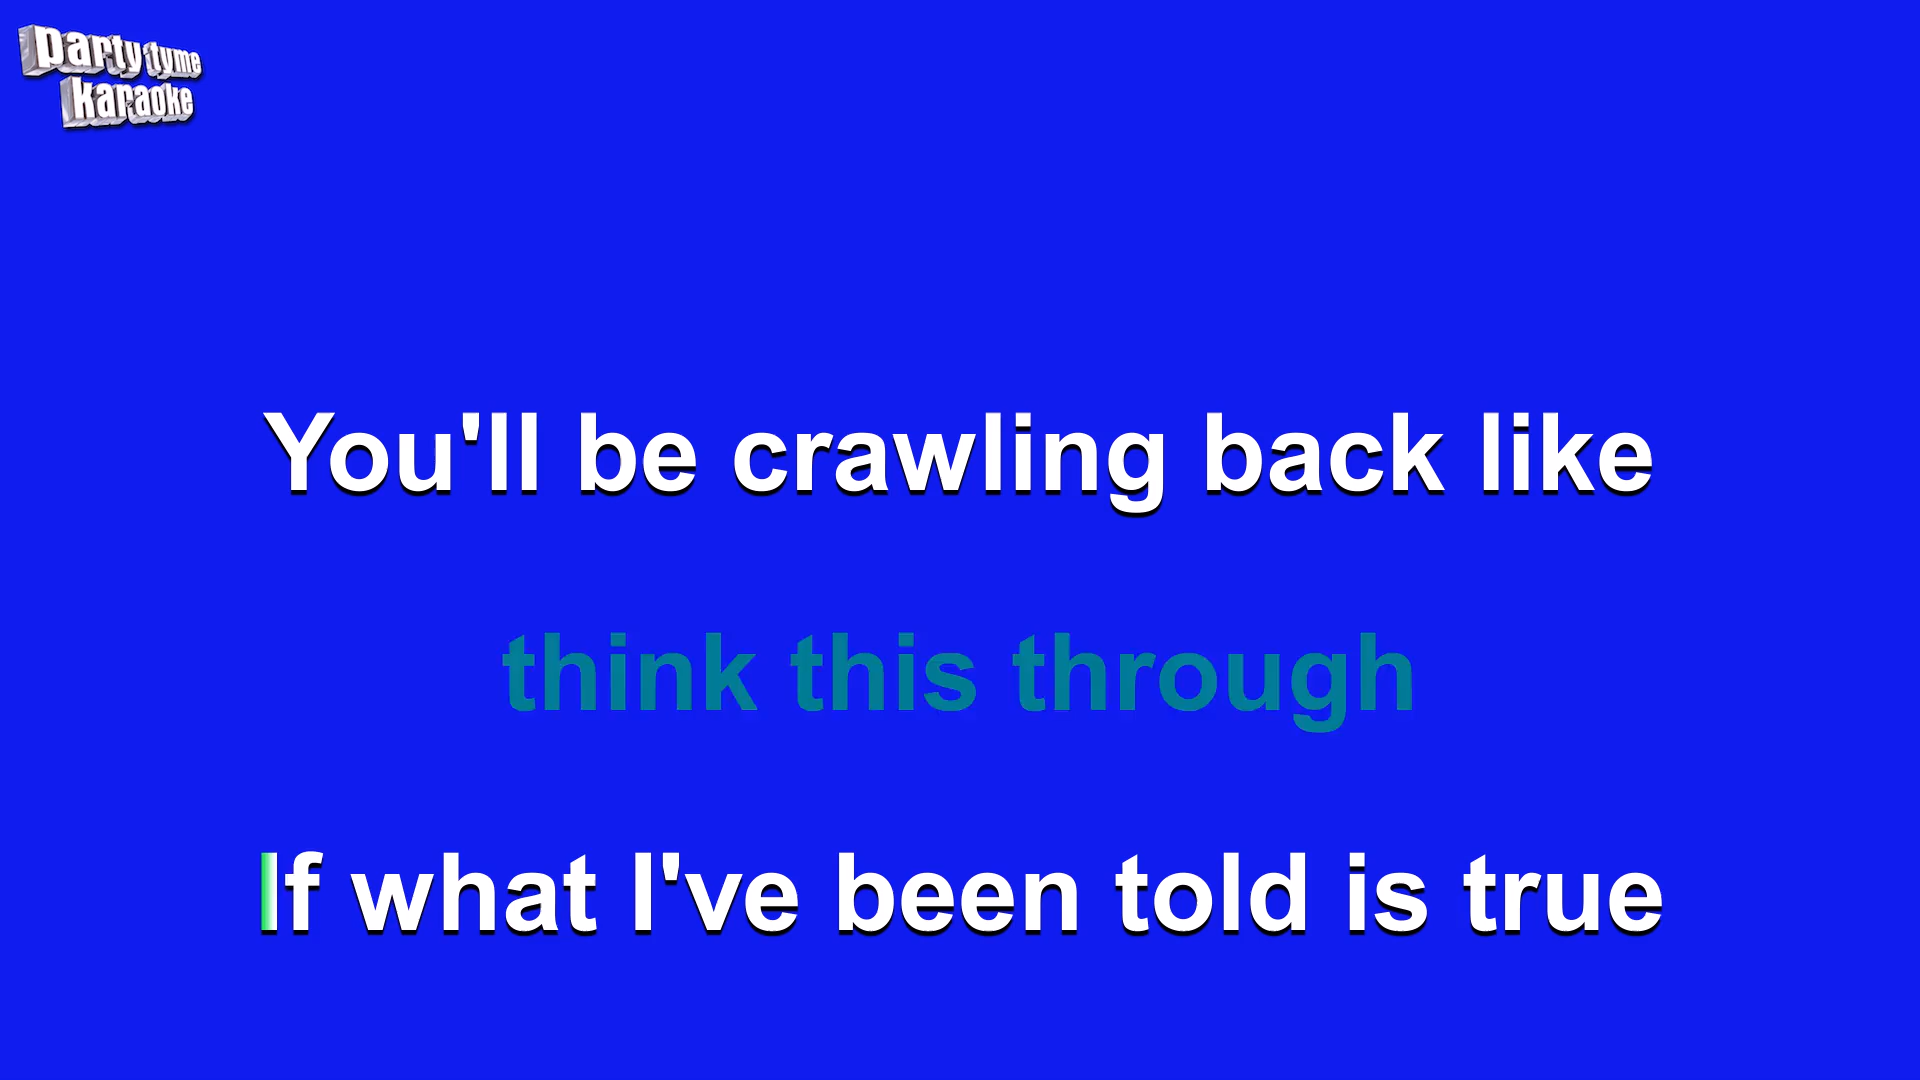 party tyme
karaoke
You'll be crawling back like
think this through
If what I've been told is true